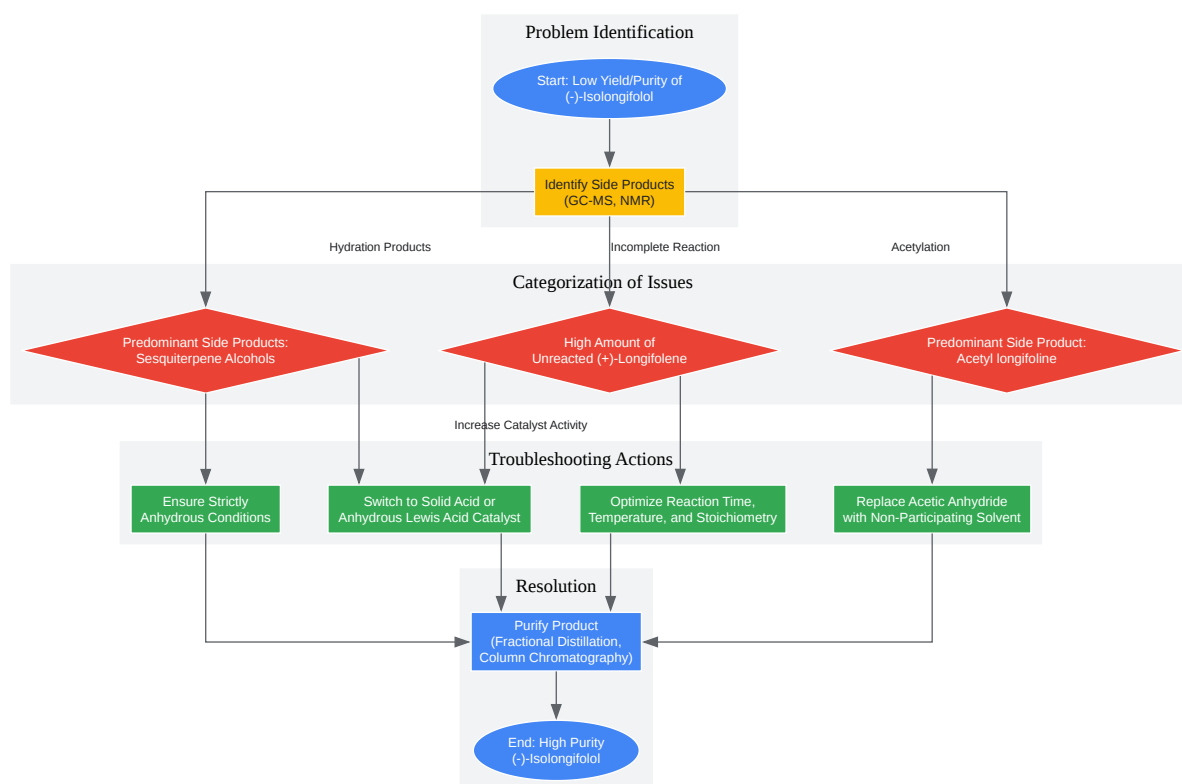 Problem Identification
Start: Low Yield/Purity of
(-)-Isolongifolol
Identify Side Products
(GC-MS, NMR)
Hydration Products
Incomplete Reaction
Acetylation
Categorization of Issues
Predominant Side Products:
Sesquiterpene Alcohols
High Amount of
Unreacted (+)-Longifolene
Predominant Side Product:
Acetyl longifoline
Increase Catalyst Activity
Troubleshooting Actions
Ensure Strictly
Anhydrous Conditions
Switch to Solid Acid or
Anhydrous Lewis Acid Catalyst
Optimize Reaction Time,
Temperature, and Stoichiometry
Replace Acetic Anhydride
with Non-Participating Solvent
Resolution
Purify Product
(Fractional Distillation,
Column Chromatography)
End: High Purity
(-)-Isolongifolol